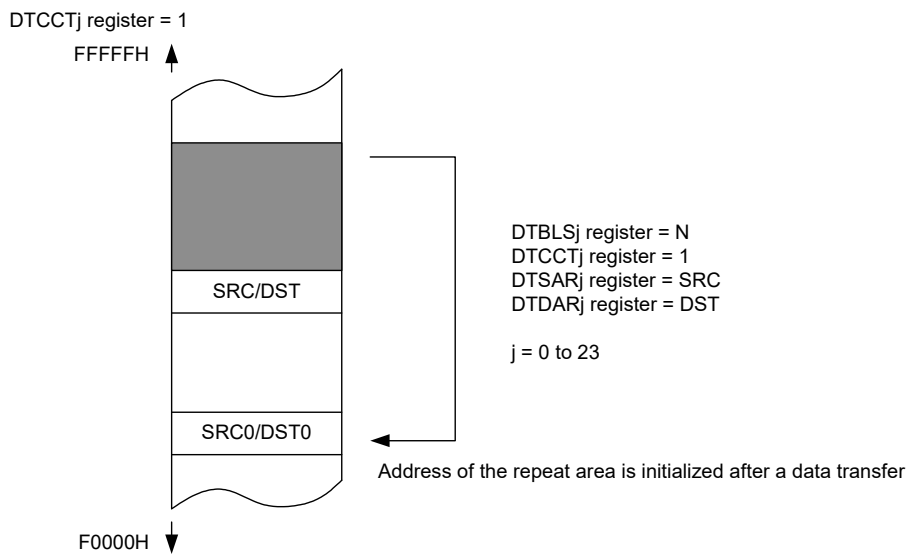 DTCCTj register = 1
FFFFFH
DTBLSj register = N
DTCCTj register = 1
SRC/DST
DTSARj register = SRC
DTDARj register = DST
j = 0 to 23
SRC0/DST0
Address of the repeat area is initialized after a data transfer
F0000H